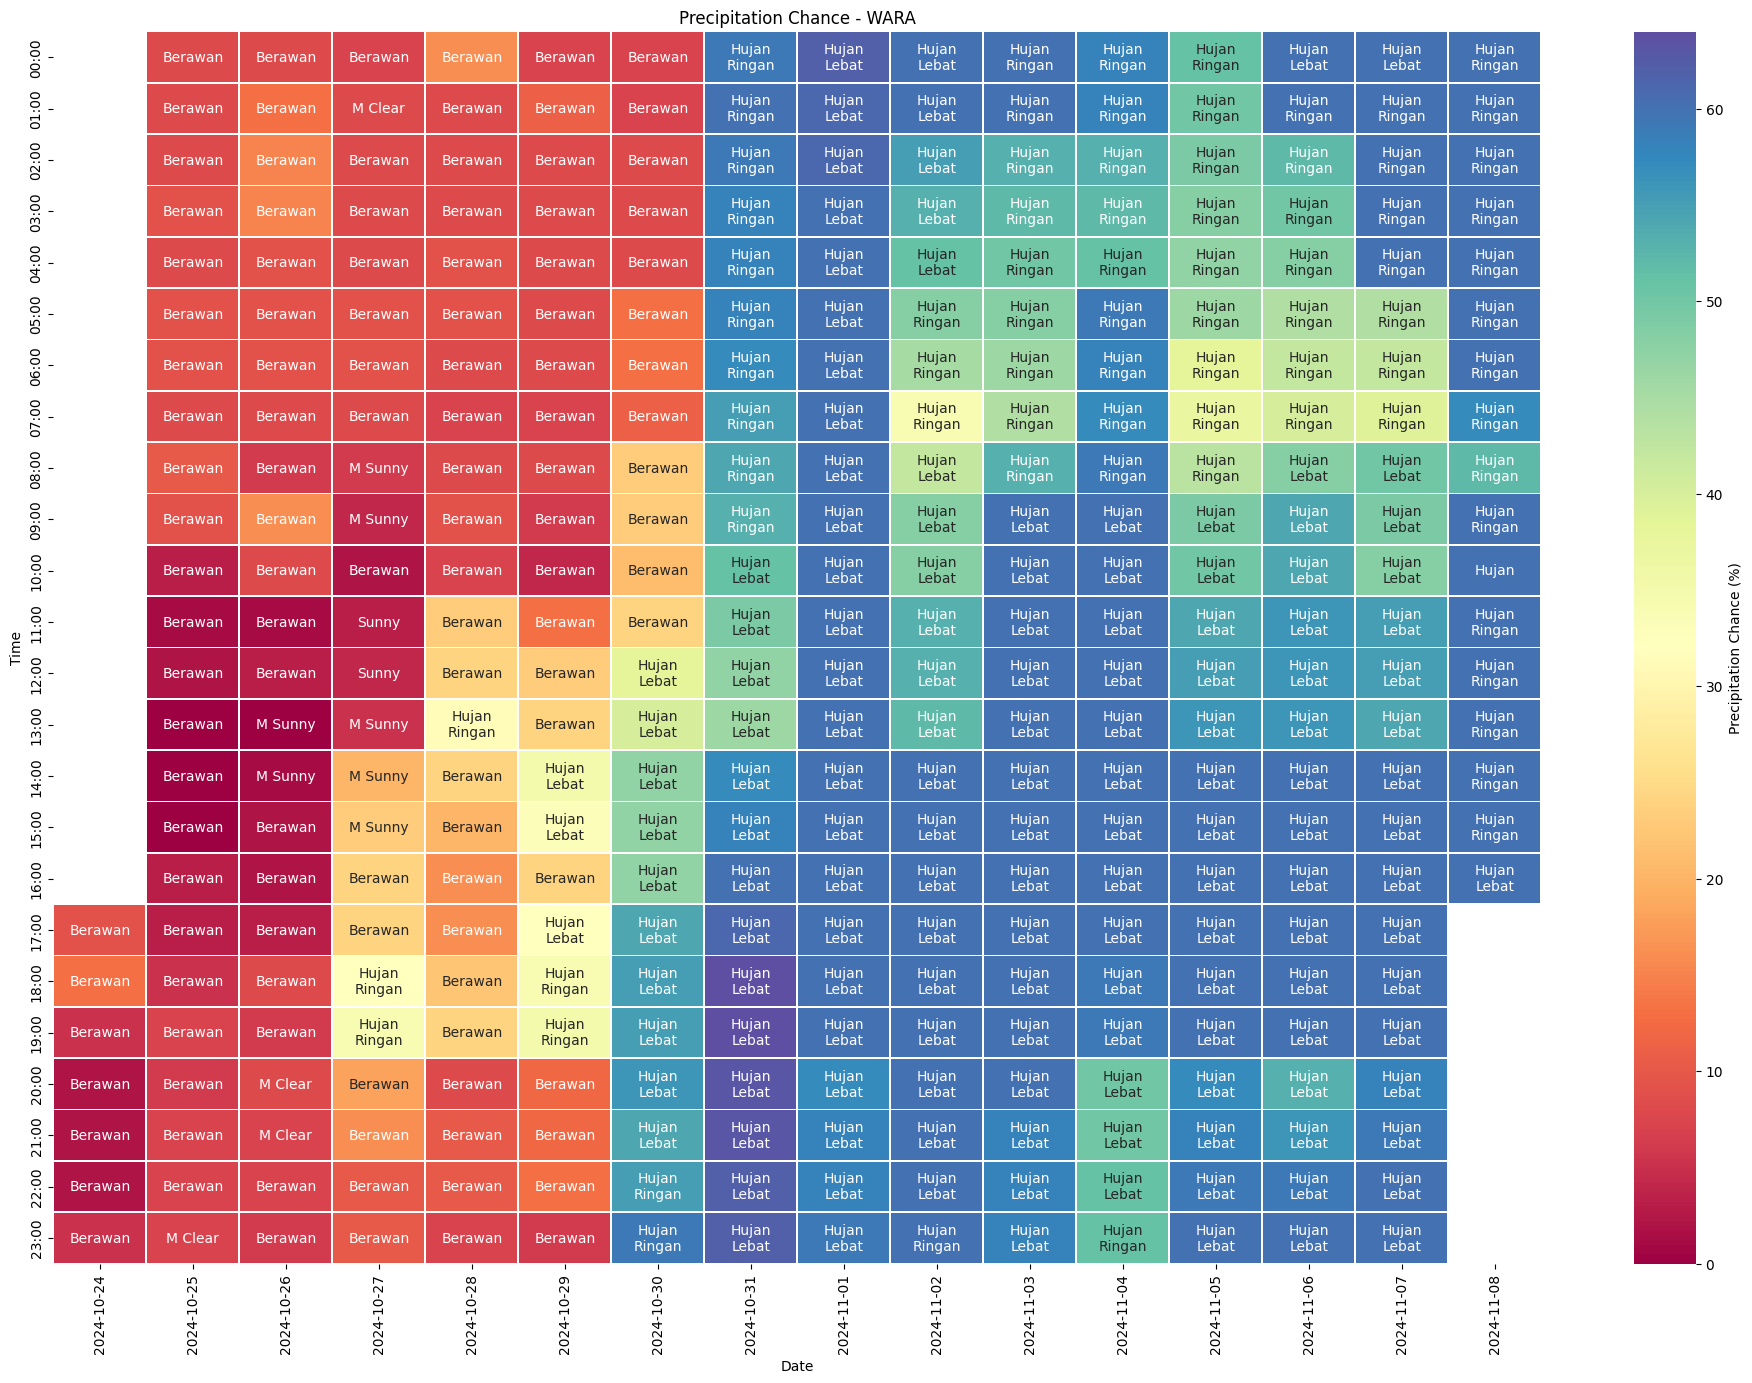 Precipitation Chance - WARA
00:00 Berawan Berawan Berawan Berawan Berawan Berawan
Hujan Hujan Hujan Hujan Hujan Hujan Hujan Hujan Hujan
Ringan Lebat Lebat Ringan Ringan Ringan Lebat Lebat Ringan
01:00 Berawan Berawan M Clear Berawan Berawan Berawan
Hujan Hujan Hujan Hujan Hujan Hujan Hujan Hujan Hujan
Ringan Lebat Lebat Ringan Ringan Ringan Ringan Ringan Ringan
02:00 Berawan Berawan Berawan Berawan Berawan Berawan
Hujan Hujan Hujan Hujan Hujan Hujan Hujan Hujan Hujan
Ringan Lebat Lebat Ringan Ringan Ringan Ringan Ringan Ringan
03:00 Berawan Berawan Berawan Berawan Berawan Berawan
Hujan Hujan Hujan Hujan Hujan Hujan Hujan Hujan Hujan
Ringan Lebat Lebat Ringan Ringan Ringan Ringan Ringan Ringan
04:00 Berawan Berawan Berawan Berawan Berawan Berawan
Hujan Hujan Hujan Hujan Hujan Hujan Hujan Hujan Hujan
Ringan Lebat Lebat Ringan Ringan Ringan Ringan Ringan Ringan
05:00 Berawan Berawan Berawan Berawan Berawan Berawan
Hujan Hujan Hujan Hujan Hujan Hujan Hujan Hujan Hujan
Ringan Lebat Ringan Ringan Ringan Ringan Ringan Ringan Ringan
06:00 Berawan Berawan Berawan Berawan Berawan Berawan
Hujan Hujan Hujan Hujan Hujan Hujan Hujan Hujan Hujan
Ringan Lebat Ringan Ringan Ringan Ringan Ringan Ringan Ringan
07:00 Berawan Berawan Berawan Berawan Berawan Berawan
Hujan Hujan Hujan Hujan Hujan Hujan Hujan Hujan Hujan
Ringan Lebat Ringan Ringan Ringan Ringan Ringan Ringan Ringan
08:00 Berawan Berawan M Sunny Berawan Berawan Berawan
Hujan Hujan Hujan Hujan Hujan Hujan Hujan Hujan Hujan
Ringan Lebat Lebat Ringan Ringan Ringan Lebat Lebat Ringan
09:00 Berawan Berawan M Sunny Berawan Berawan Berawan
Hujan Hujan Hujan Hujan Hujan Hujan Hujan Hujan Hujan
Ringan Lebat Lebat Lebat Lebat Lebat Lebat Lebat Ringan
10:00 Berawan Berawan Berawan Berawan Berawan Berawan
Hujan Hujan Hujan Hujan Hujan Hujan Hujan Hujan Hujan
Lebat Lebat Lebat Lebat Lebat Lebat Lebat Lebat
11:00 Berawan Berawan Sunny Berawan Berawan Berawan
Hujan Hujan Hujan Hujan Hujan Hujan Hujan Hujan Hujan
Lebat Lebat Lebat Lebat Lebat Lebat Lebat Lebat Ringan
12:00 Berawan Berawan Sunny Berawan Berawan
Hujan Hujan Hujan Hujan Hujan Hujan Hujan Hujan Hujan Hujan
Lebat Lebat Lebat Lebat Lebat Lebat Lebat Lebat Lebat Ringan
13:00 Berawan M Sunny M Sunny Hujan Berawan Hujan Hujan Hujan Hujan Hujan Hujan Hujan Hujan Hujan Hujan
Ringan Lebat Lebat Lebat Lebat Lebat Lebat Lebat Lebat Lebat Ringan
14:00 Berawan M Sunny M Sunny Berawan
Hujan Hujan Hujan Hujan Hujan Hujan Hujan Hujan Hujan Hujan Hujan
Lebat Lebat Lebat Lebat Lebat Lebat Lebat Lebat Lebat Lebat Ringan
15:00 Berawan Berawan M Sunny Berawan
Hujan Hujan Hujan Hujan Hujan Hujan Hujan Hujan Hujan Hujan Hujan
Lebat Lebat Lebat Lebat Lebat Lebat Lebat Lebat Lebat Lebat Ringan
16:00 Berawan Berawan Berawan Berawan Berawan
Hujan Hujan Hujan Hujan Hujan Hujan Hujan Hujan Hujan Hujan
Lebat Lebat Lebat Lebat Lebat Lebat Lebat Lebat Lebat Lebat
17:00 Berawan Berawan Berawan Berawan Berawan
Hujan Hujan Hujan Hujan Hujan Hujan Hujan Hujan Hujan Hujan
Lebat Lebat Lebat Lebat Lebat Lebat Lebat Lebat Lebat Lebat
18:00 Berawan Berawan Berawan Hujan Berawan Hujan Hujan Hujan Hujan Hujan Hujan Hujan Hujan Hujan Hujan
Ringan Ringan Lebat Lebat Lebat Lebat Lebat Lebat Lebat Lebat Lebat
19:00 Berawan Berawan Berawan Hujan Berawan Hujan Hujan Hujan Hujan Hujan Hujan Hujan Hujan Hujan Hujan
Ringan Ringan Lebat Lebat Lebat Lebat Lebat Lebat Lebat Lebat Lebat
20:00 Berawan Berawan M Clear Berawan Berawan Berawan
Hujan Hujan Hujan Hujan Hujan Hujan Hujan Hujan Hujan
Lebat Lebat Lebat Lebat Lebat Lebat Lebat Lebat Lebat
21:00 Berawan Berawan M Clear Berawan Berawan Berawan
Hujan Hujan Hujan Hujan Hujan Hujan Hujan Hujan Hujan
Lebat Lebat Lebat Lebat Lebat Lebat Lebat Lebat Lebat
22:00 Berawan Berawan Berawan Berawan Berawan Berawan
Hujan Hujan Hujan Hujan Hujan Hujan Hujan Hujan Hujan
Ringan Lebat Lebat Lebat Lebat Lebat Lebat Lebat Lebat
23:00 Berawan M Clear Berawan Berawan Berawan Berawan
Hujan Hujan Hujan Hujan Hujan Hujan Hujan Hujan Hujan
Ringan Lebat Lebat Ringan Lebat Ringan Lebat Lebat Lebat
Time
2024-10-24 2024-10-25 2024-10-26 2024-10-27 2024-10-28 2024-10-29 2024-10-30 2024-10-31 2024-11-01 2024-11-02 2024-11-03 2024-11-04 2024-11-05 2024-11-06 2024-11-07 2024-11-08
Date
60
50
40
30
20
10
0
Precipitation Chance (%)